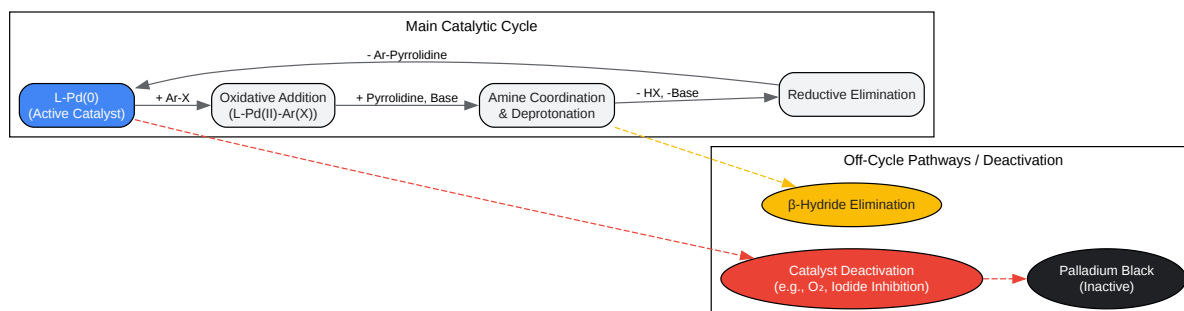 Main Catalytic Cycle
- Ar-Pyrrolidine
L-Pd(0)
(Active Catalyst)
+ Ar-X
Oxidative Addition
(L-Pd(II)-Ar(X))
+ Pyrrolidine, Base
Amine Coordination
& Deprotonation
- HX, -Base
Reductive Elimination
Off-Cycle Pathways / Deactivation
β-Hydride Elimination
Catalyst Deactivation
(e.g., O₂, Iodide Inhibition)
Palladium Black
(Inactive)